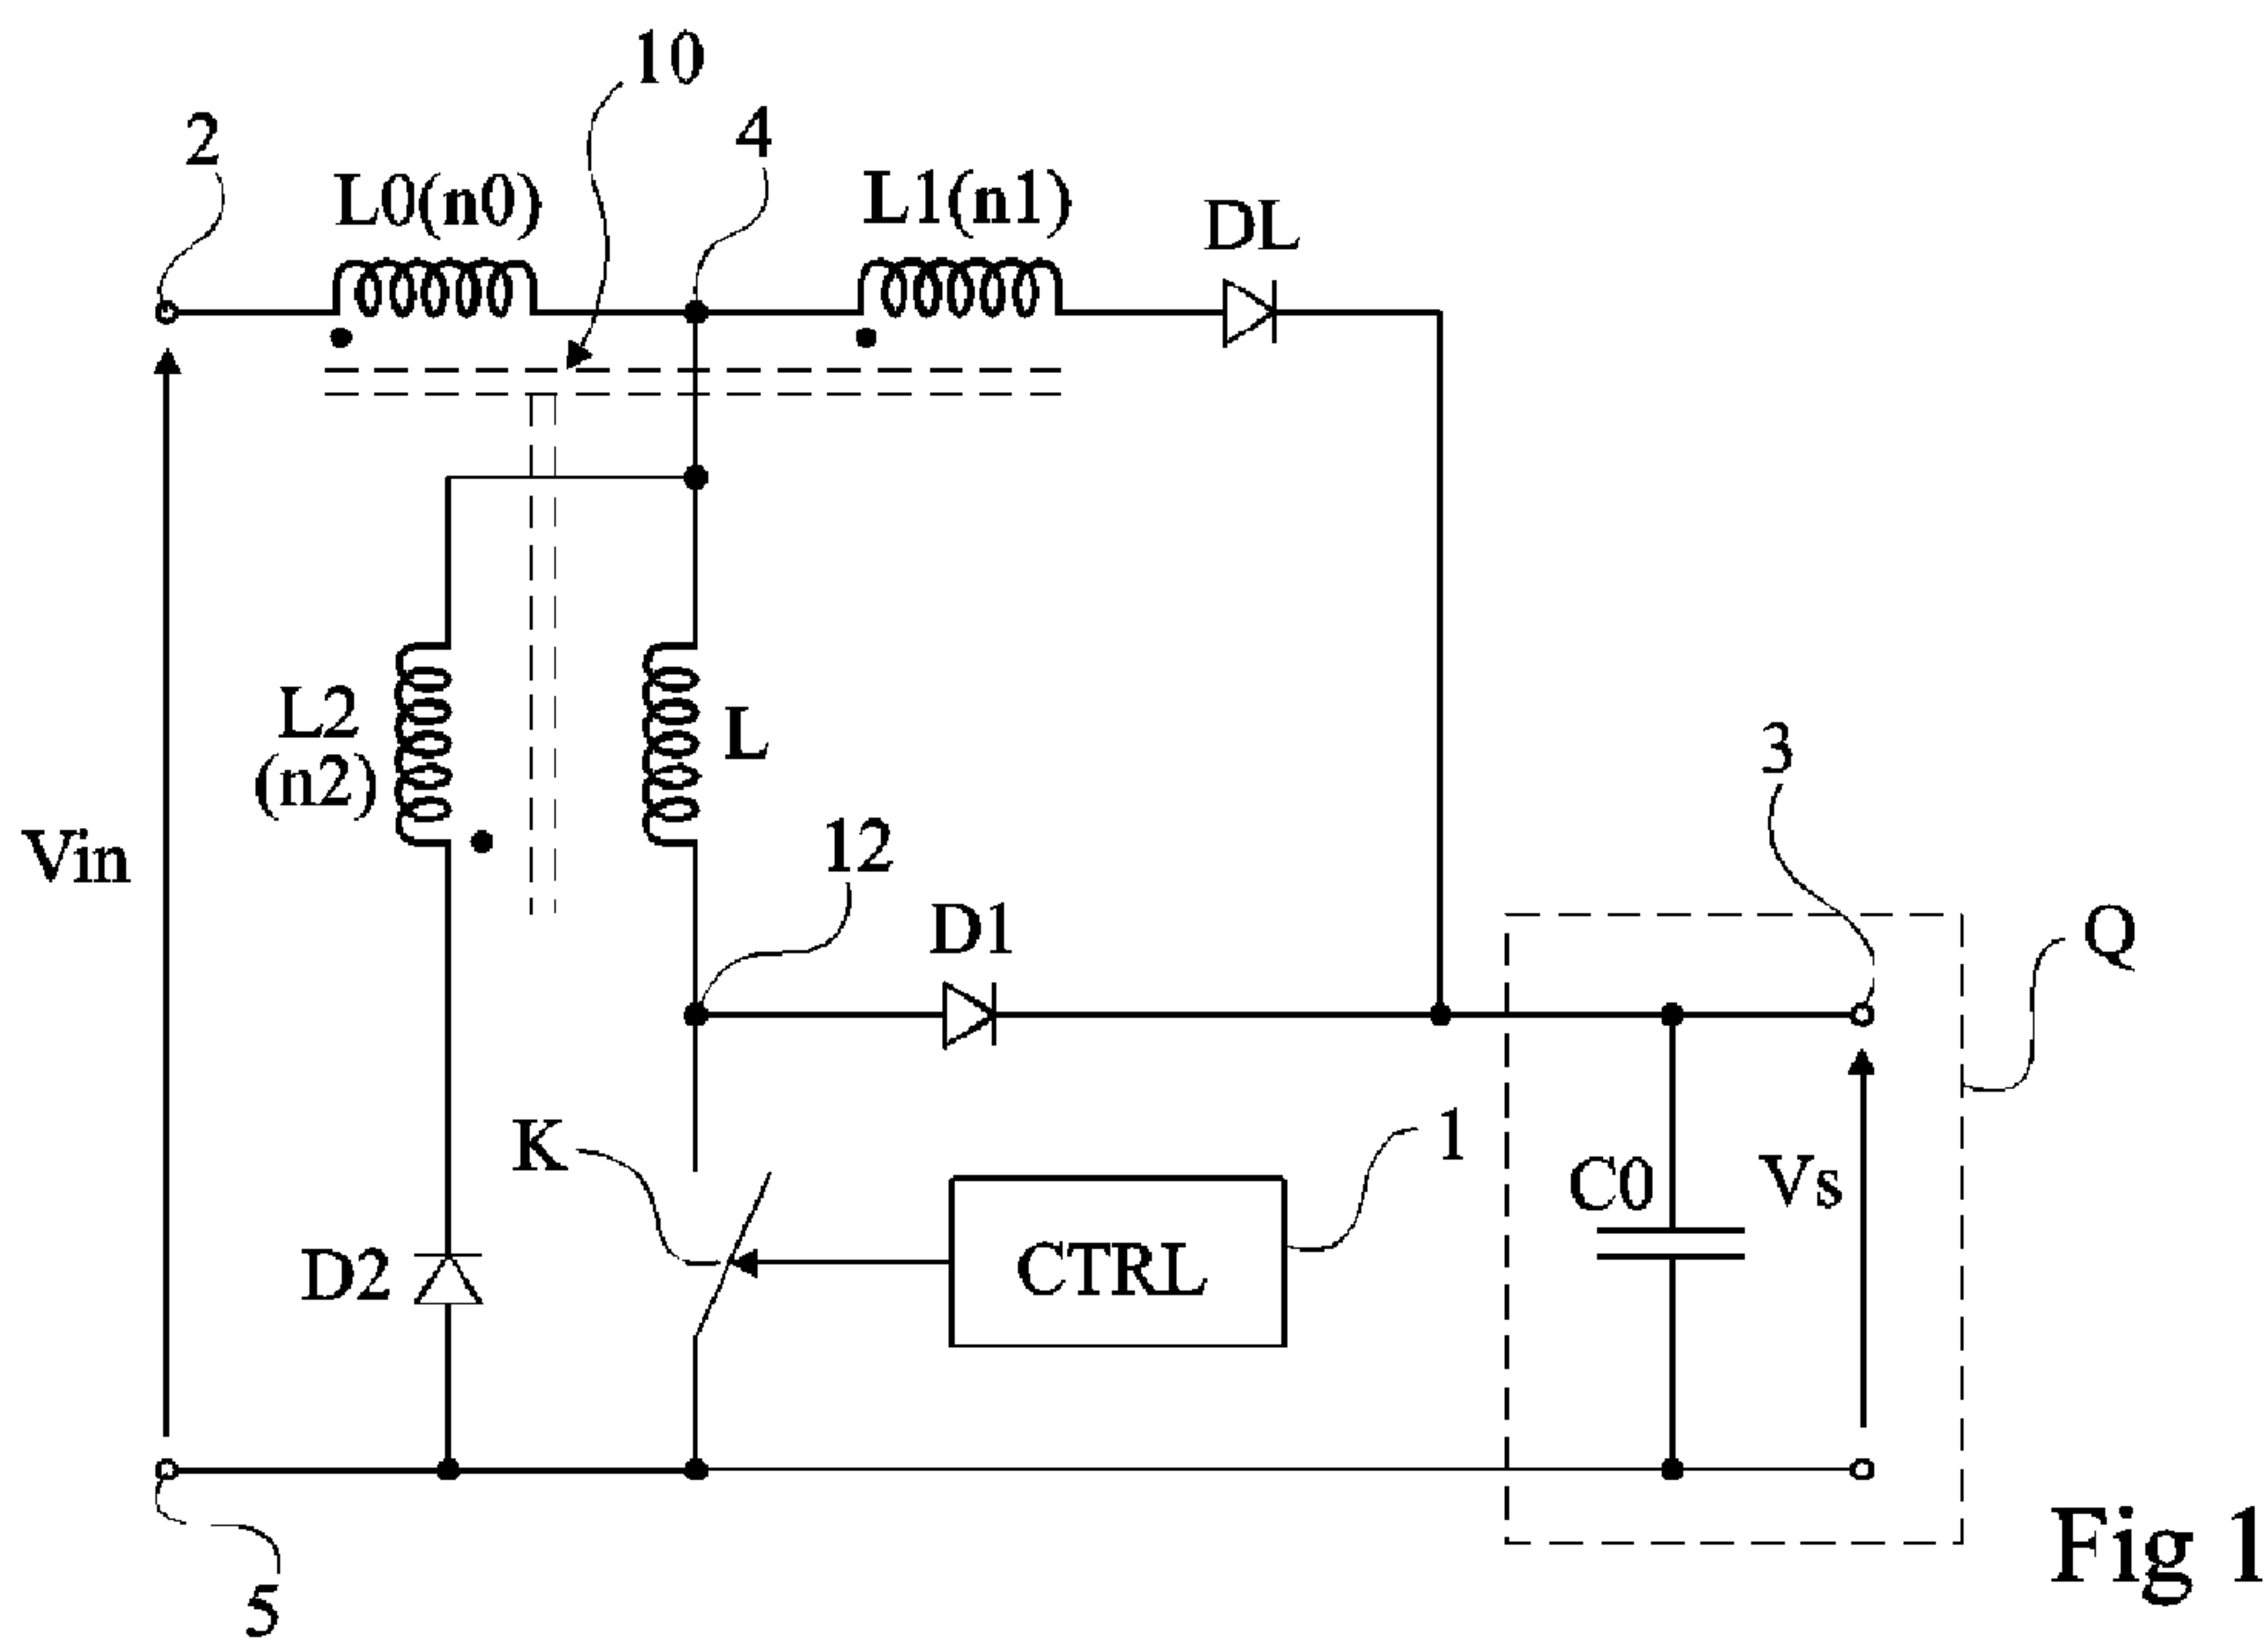 10
4
2
L0(n0)
L1(n1)
DL
L2
(n2)
L
3
Vin
12
D1
Q
K
1
C0
Vs
D2
CTRL
5
Fig 1